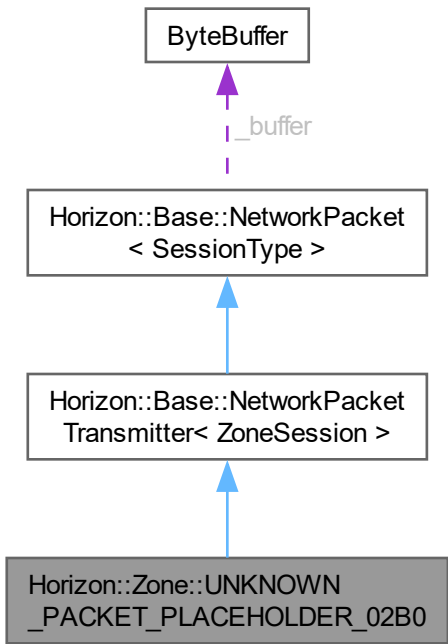 ByteBuffer
_buffer
Horizon::Base::NetworkPacket
< SessionType >
Horizon::Base::NetworkPacket
Transmitter< ZoneSession >
Horizon::Zone::UNKNOWN
_PACKET_PLACEHOLDER_02B0